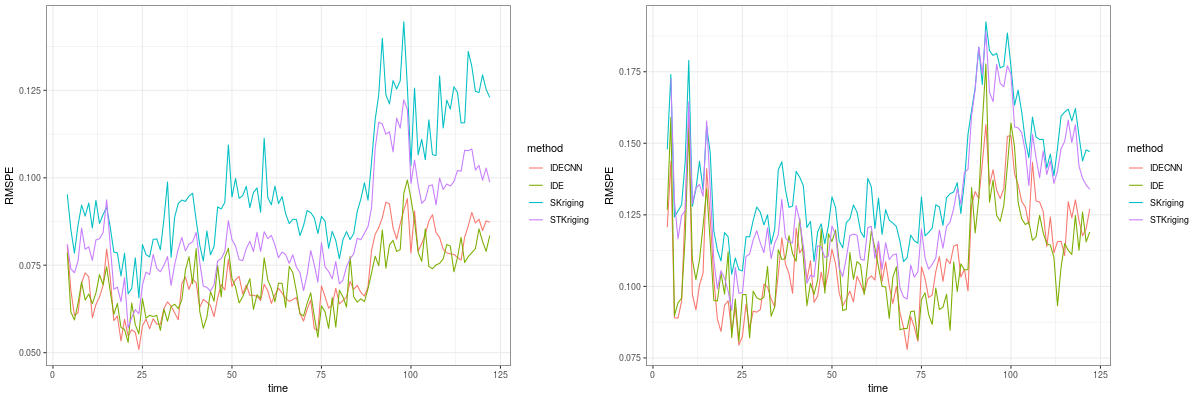 RMSPE
0.125
0.100
0.075
0.050
0
25
50
75
100
125
time
method
IDECNN
IDE
SKriging
STKriging
RMSPE
0.175
0.150
0.125
0.100
0.075
0
25
50
75
100
125
time
method
IDECNN
IDE
SKriging
STKriging